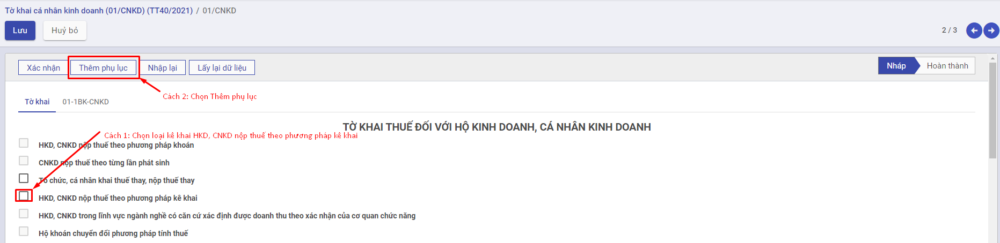 Tờ khai cá nhân kinh doanh (01/CNKD) (TT40/2021) / 01/CNKD
Lưu Huỷ bỏ 2 / 3
Xác nhận Thêm phụ lục Nhập lại Lấy lại dữ liệu Nháp Hoàn thành
Cách 2: Chọn Thêm phụ lục
Tờ khai 01-1BK-CNKD
TỜ KHAI THUẾ ĐỐI VỚI HỘ KINH DOANH, CÁ NHÂN KINH DOANH
Cách 1: Chọn loại kê khai HKD, CNKD nộp thuế theo phương pháp kê khai
HKD, CNKD nộp thuế theo phương pháp khoán
CNKD nộp thuế theo từng lần phát sinh
Tổ chức, cá nhân khai thuế thay, nộp thuế thay
HKD, CNKD nộp thuế theo phương pháp kê khai
HKD, CNKD trong lĩnh vực ngành nghề có căn cứ xác định được doanh thu theo xác nhận của cơ quan chức năng
Hộ khoán chuyển đổi phương pháp tính thuế